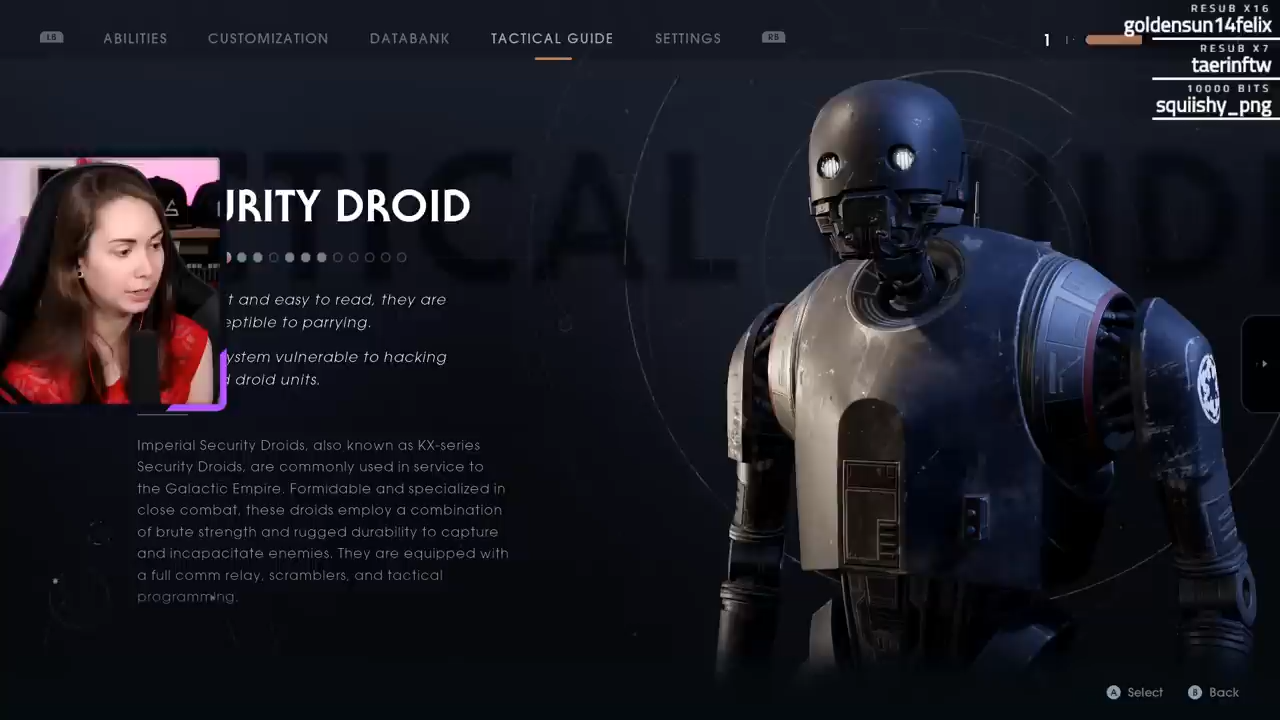 LB
ABILITIES
CUSTOMIZATION
DATABANK
TACTICAL GUIDE
SETTINGS
RB
1
RESUB X16
goldensun14felix
RESUB X7
taerinftw
10000 BITS
squiishy_png
URITY DROID
t and easy to read, they are
eptible to parrying.
ystem vulnerable to hacking
d droid units.
Imperial Security Droids, also known as KX-series
Security Droids, are commonly used in service to
the Galactic Empire. Formidable and specialized in
close combat, these droids employ a combination
of brute strength and rugged durability to capture
and incapacitate enemies. They are equipped with
a full comm relay, scramblers, and tactical
programming.
A Select
B Back